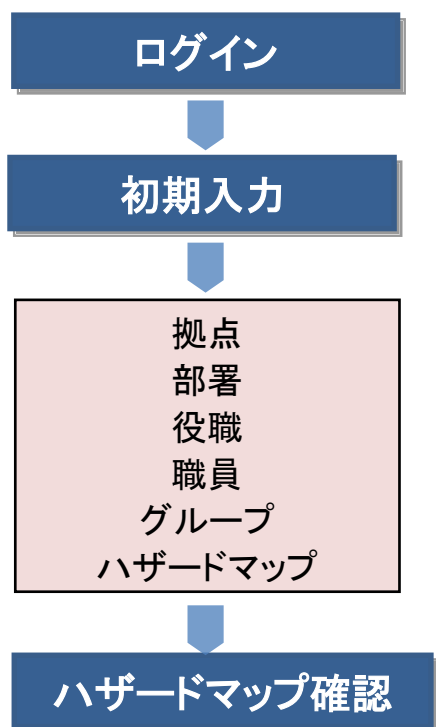 ログイン
初期入力
拠点
部署
役職
職員
グループ
ハザードマップ
ハザードマップ確認